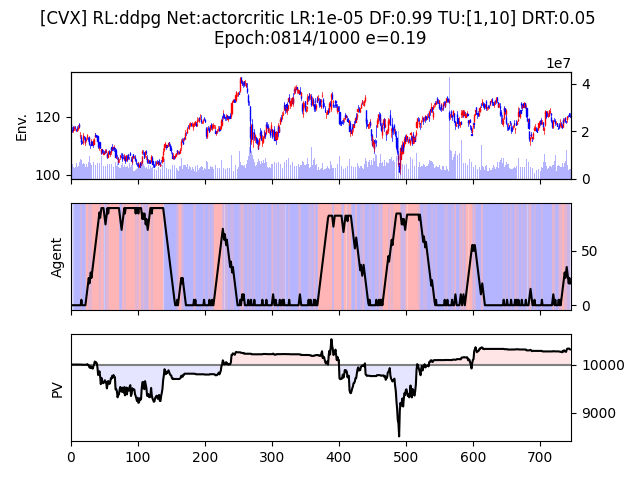 [CVX] RL:ddpg Net:actorcritic LR:1e-05 DF:0.99 TU:[1,10] DRT:0.05
Epoch:0814/1000 e=0.19
1e7
Env.
120
100
4
2
0
Agent
50
0
PV
10000
9000
0 100 200 300 400 500 600 700